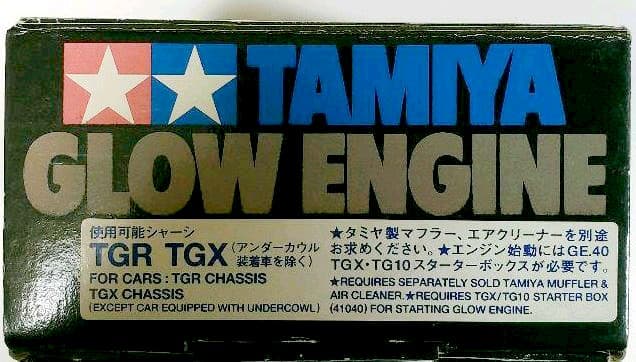 TAMIYA
GLOW ENGINE
使用可能シャーシ
TGR TGX (アンダーカウル
装着車を除く)
FOR CARS : TGR CHASSIS
TGX CHASSIS
(EXCEPT CAR EQUIPPED WITH UNDERCOWL)
★タミヤ製マフラー、エアクリーナーを別途
お求めください。★エンジン始動にはGE.40
TGX・TG10スターターボックスが必要です。
★REQUIRES SEPARATELY SOLD TAMIYA MUFFLER &
AIR CLEANER.★REQUIRES TGX/TG10 STARTER BOX
(41040) FOR STARTING GLOW ENGINE.